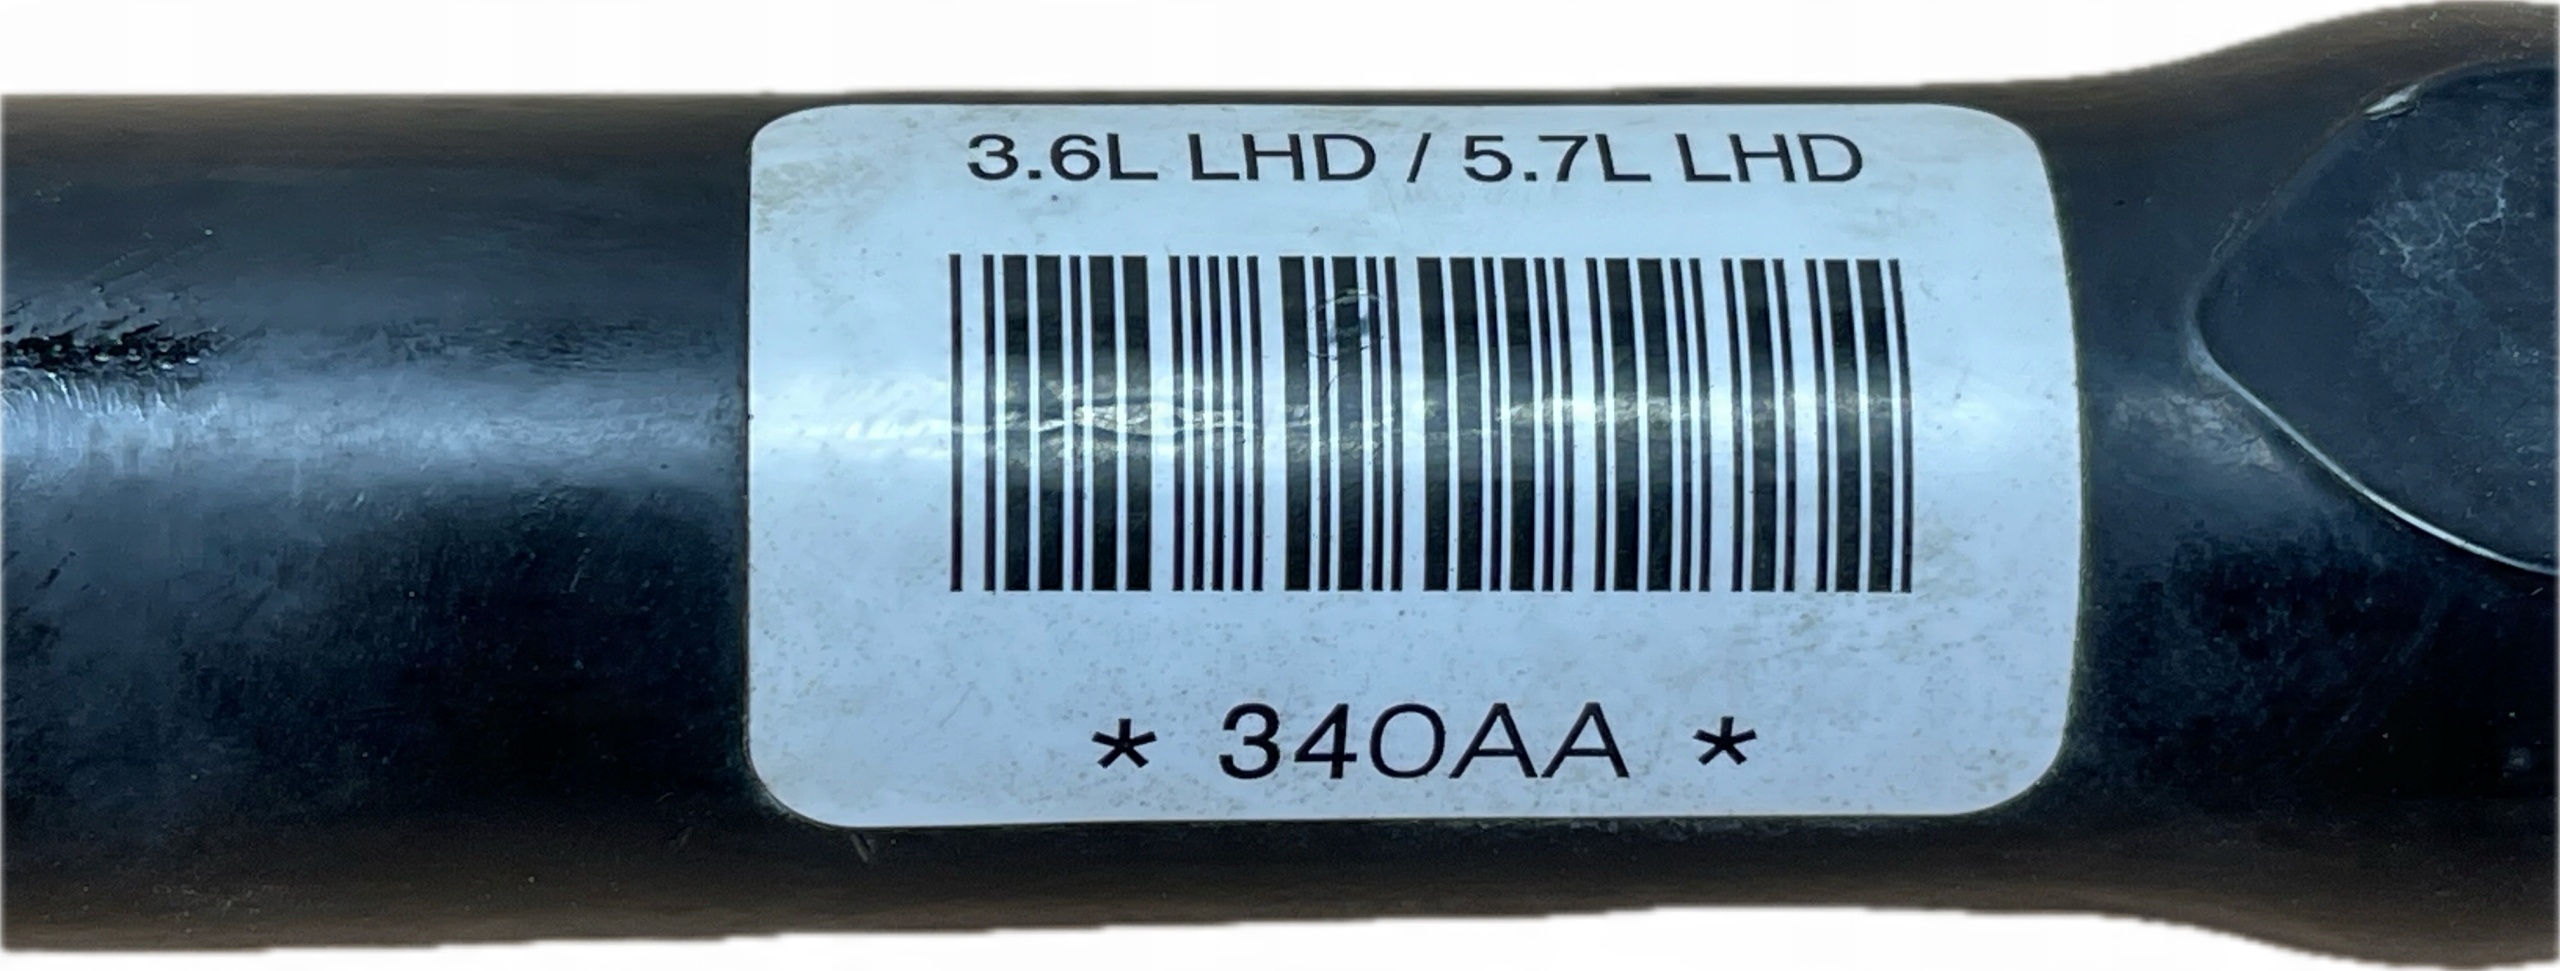 3.6L LHD / 5.7L LHD
* 340AA *